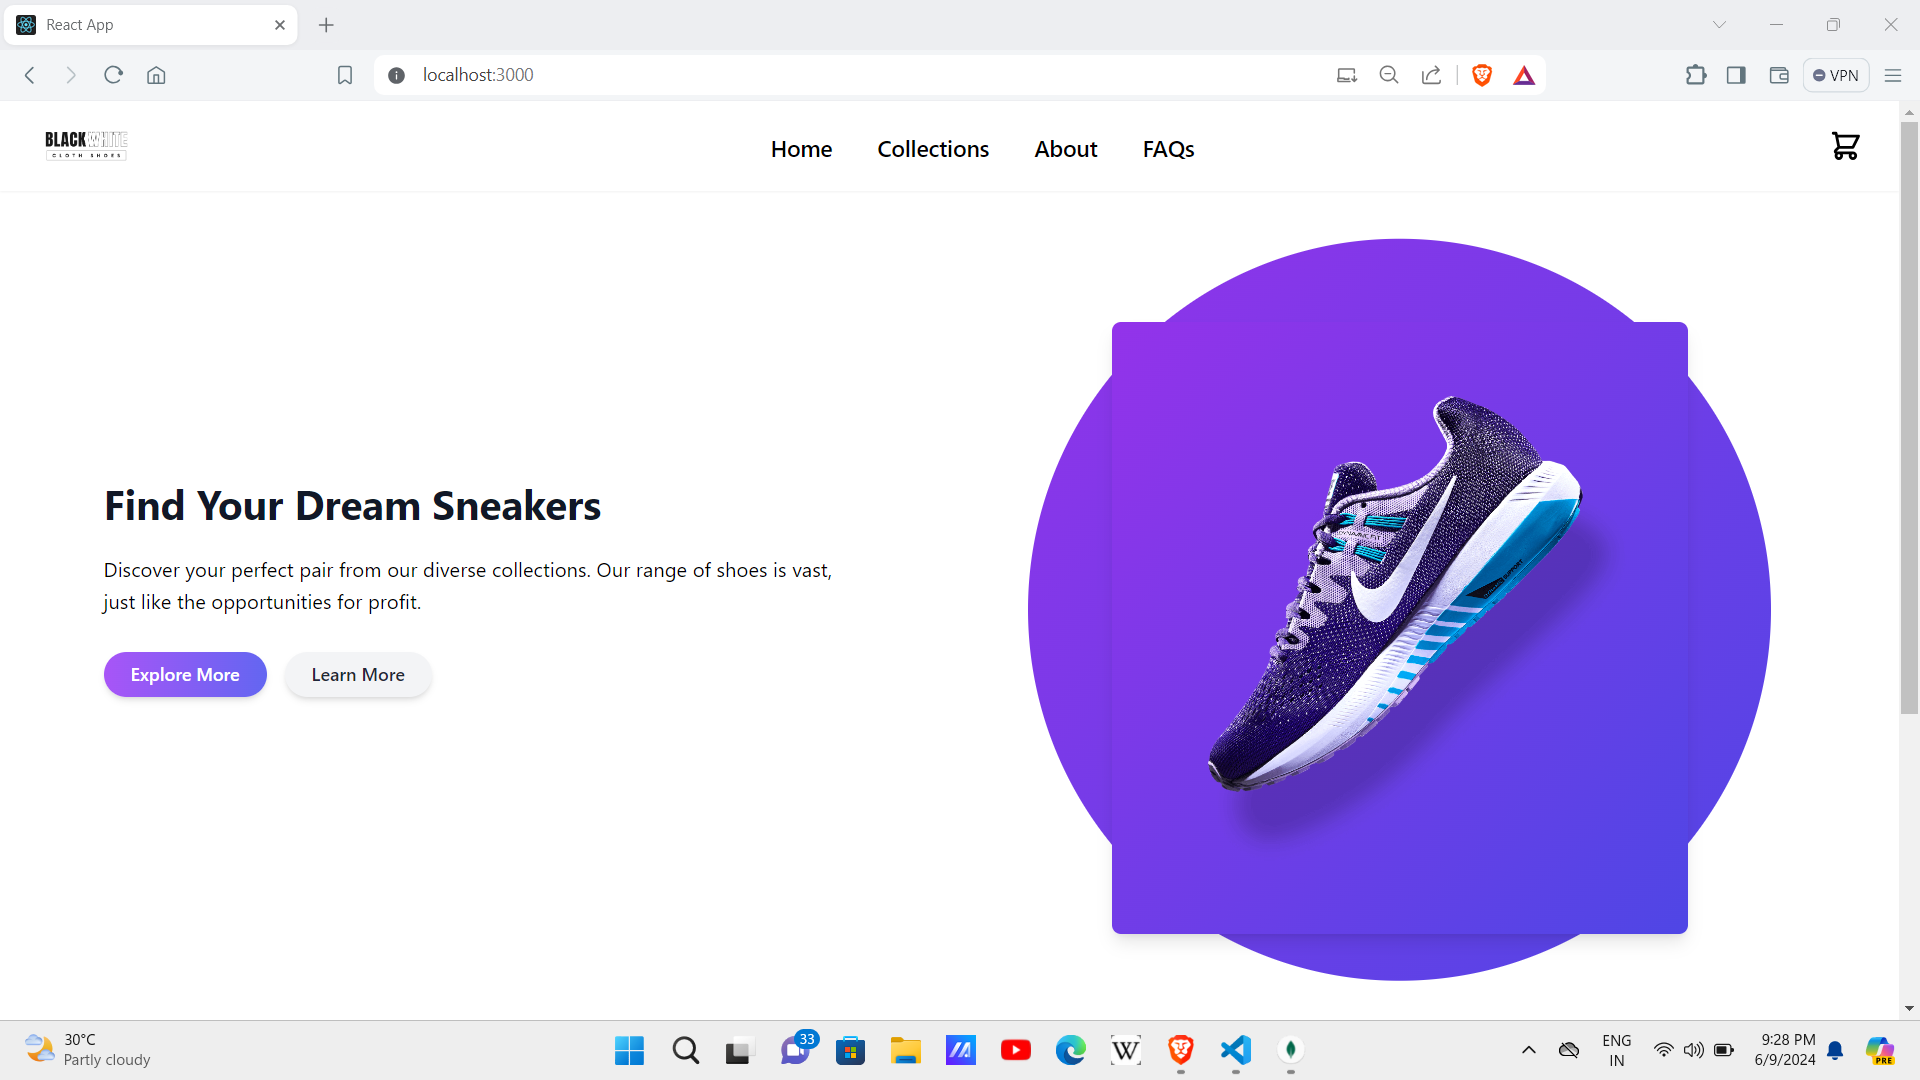 React App
localhost:3000
VPN
BLACKWHITE
CLOTH SHOES
Home
Collections
About
FAQs
Find Your Dream Sneakers
Discover your perfect pair from our diverse collections. Our range of shoes is vast,
just like the opportunities for profit.
Explore More
Learn More
30°C
Partly cloudy
33
W
ENG
IN
9:28 PM
6/9/2024
PRE